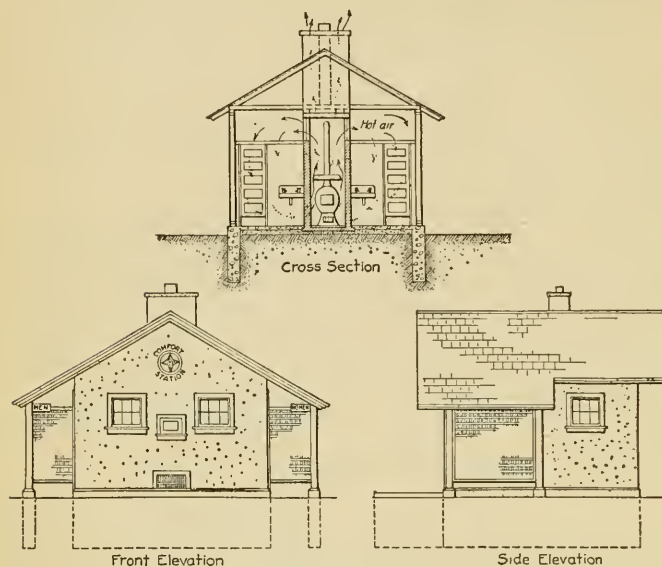 Hot air
Cross Section
COMFORT
STATION
MEN
WOMEN
Front Elevation
Side Elevation